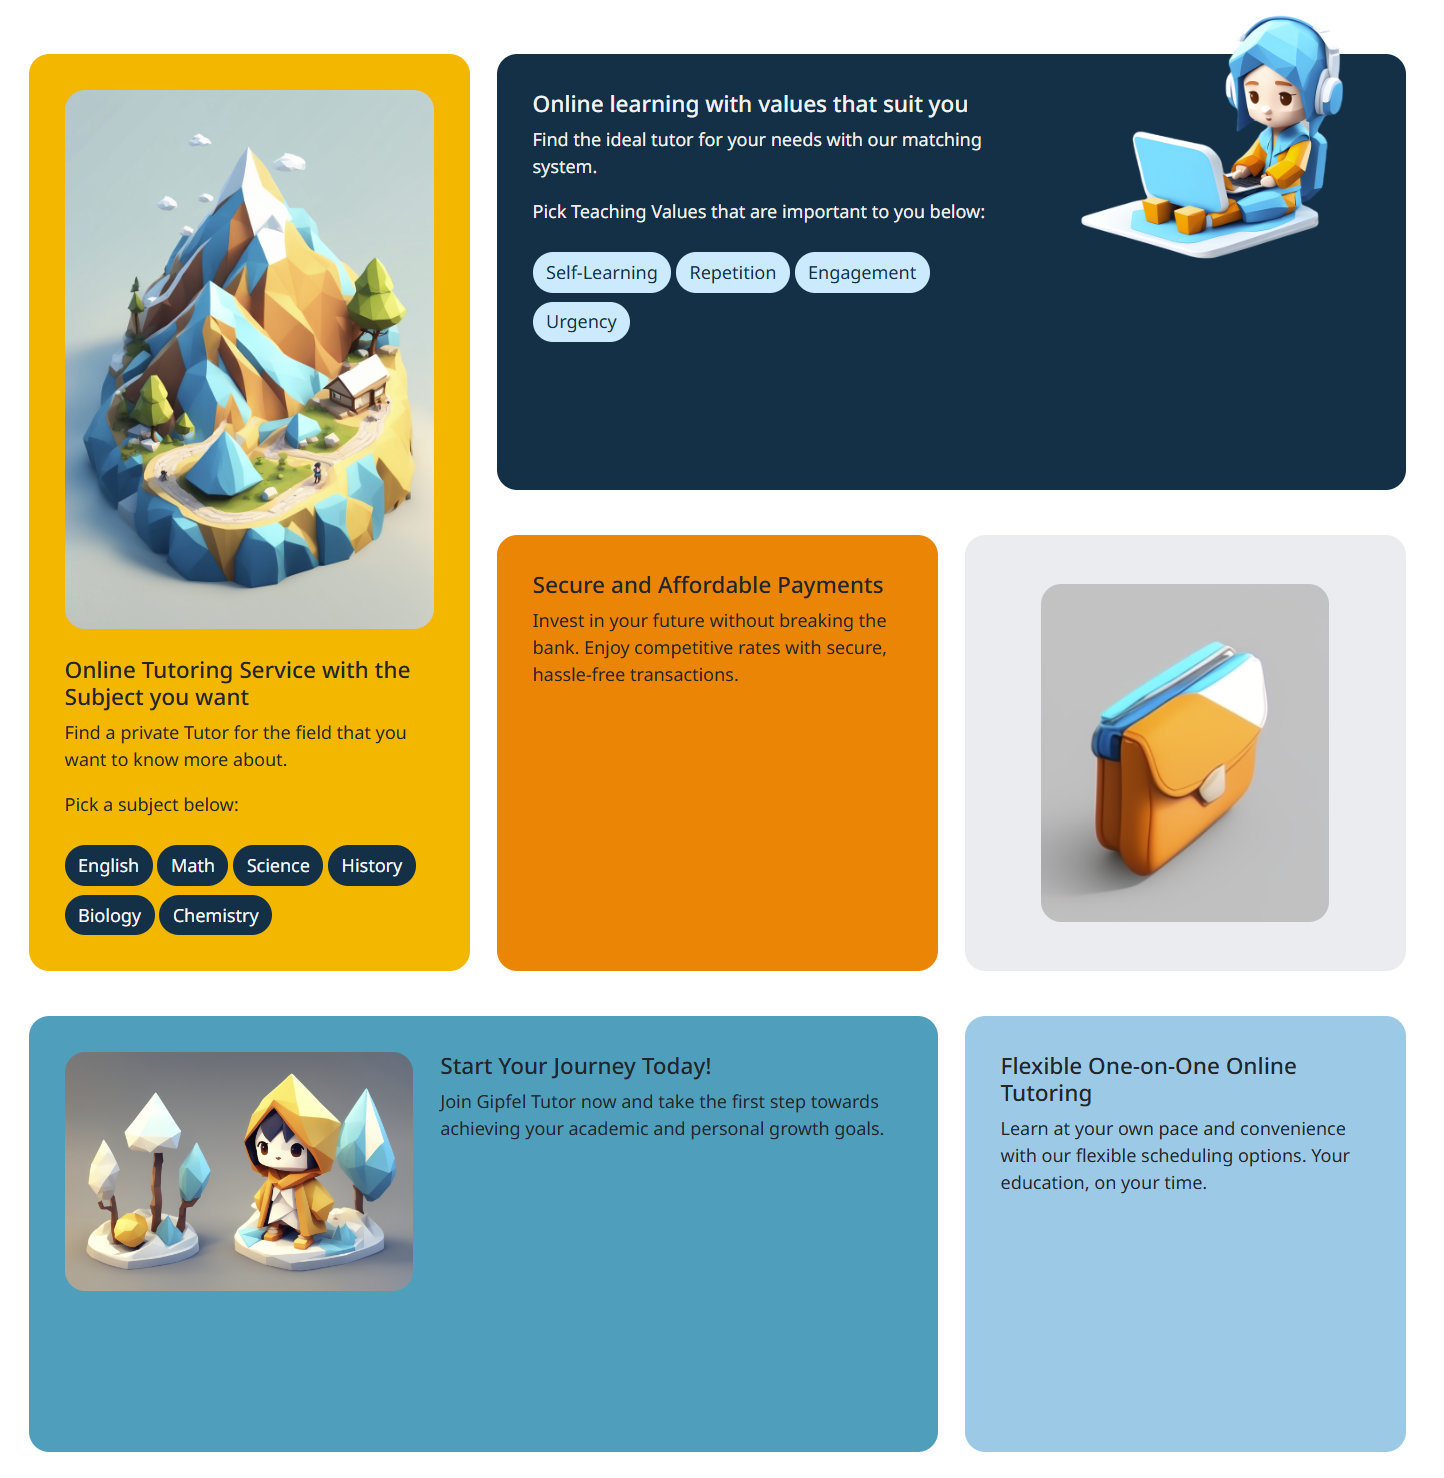 Online Tutoring Service with the
Subject you want
Find a private Tutor for the field that you
want to know more about.
Pick a subject below:
English Math Science History
Biology Chemistry
Online learning with values that suit you
Find the ideal tutor for your needs with our matching
system.
Pick Teaching Values that are important to you below:
Self-Learning Repetition Engagement
Urgency
Secure and Affordable Payments
Invest in your future without breaking the
bank. Enjoy competitive rates with secure,
hassle-free transactions.
Start Your Journey Today!
Join Gipfel Tutor now and take the first step towards
achieving your academic and personal growth goals.
Flexible One-on-One Online
Tutoring
Learn at your own pace and convenience
with our flexible scheduling options. Your
education, on your time.